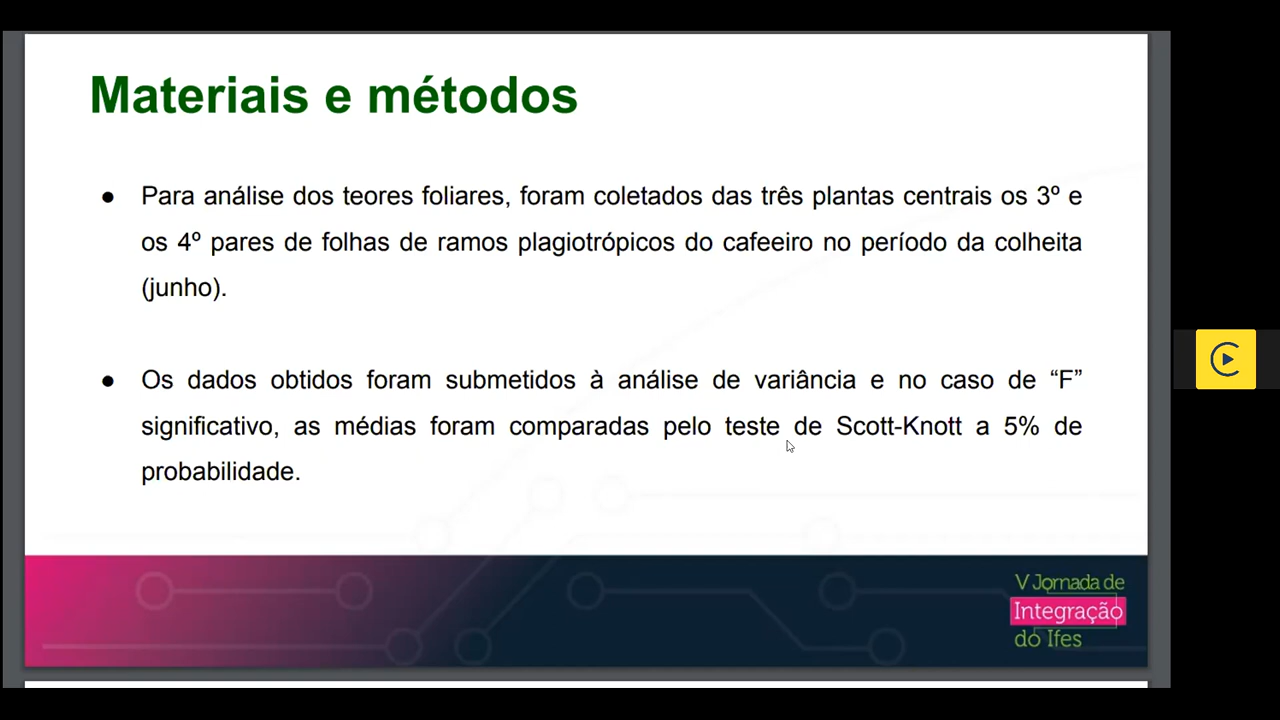 Materiais e métodos
● Para análise dos teores foliares, foram coletados das três plantas centrais os 3º e
os 4º pares de folhas de ramos plagiotrópicos do cafeeiro no período da colheita
(junho).
● Os dados obtidos foram submetidos à análise de variância e no caso de “F”
significativo, as médias foram comparadas pelo teste de Scott-Knott a 5% de
probabilidade.
V Jornada de
Integração
do Ifes